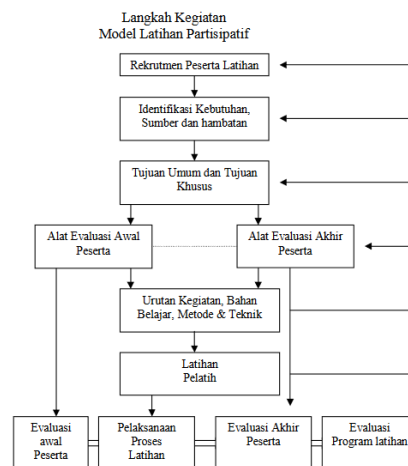 Langkah Kegiatan
Model Latihan Partisipatif
Rekrutmen Peserta Latihan
Identifikasi Kebutuhan,
Sumber dan hambatan
Tujuan Umum dan Tujuan
Khusus
Alat Evaluasi Awal
Peserta
Alat Evaluasi Akhir
Peserta
Urutan Kegiatan, Bahan
Belajar, Metode & Teknik
Latihan
Pelatih
Evaluasi
awal
Peserta
Pelaksanaan
Proses
Latihan
Evaluasi Akhir
Peserta
Evaluasi
Program latihan